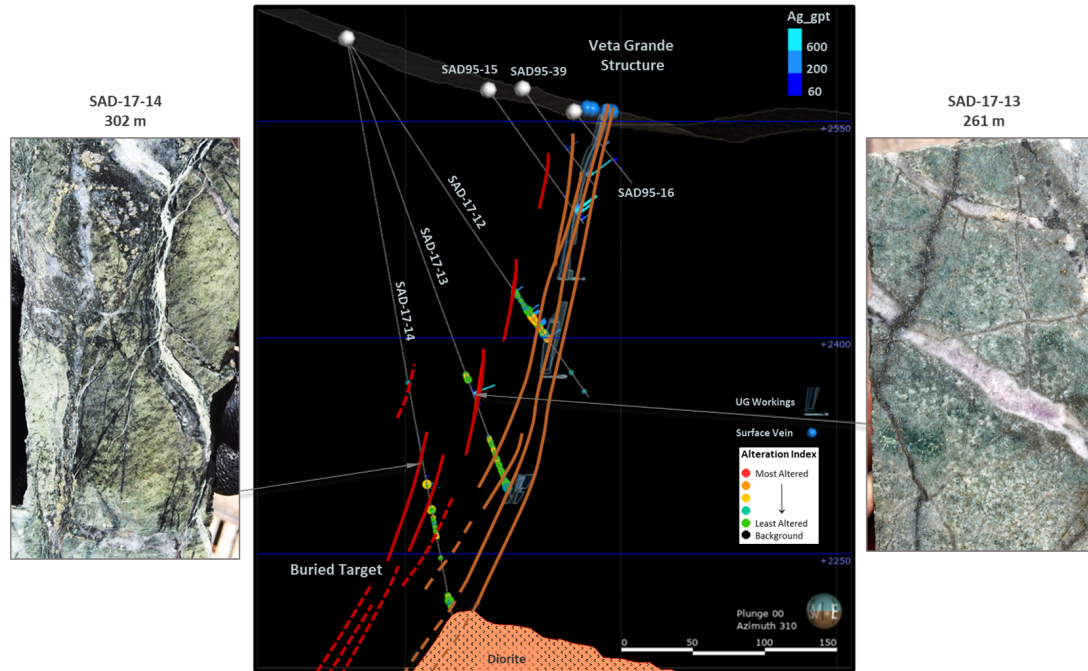 SAD-17-14
302 m
Ag_gpt
600
200
60
Veta Grande
Structure
SAD95-15
SAD95-39
SAD95-16
SAD-17-12
SAD-17-13
SAD-17-14
+2550
+2400
+2250
UG Workings
Surface Vein
Alteration Index
Most Altered
Least Altered
Background
Buried Target
Plunge 00
Azimuth 310
0
50
100
150
Diorite
SAD-17-13
261 m